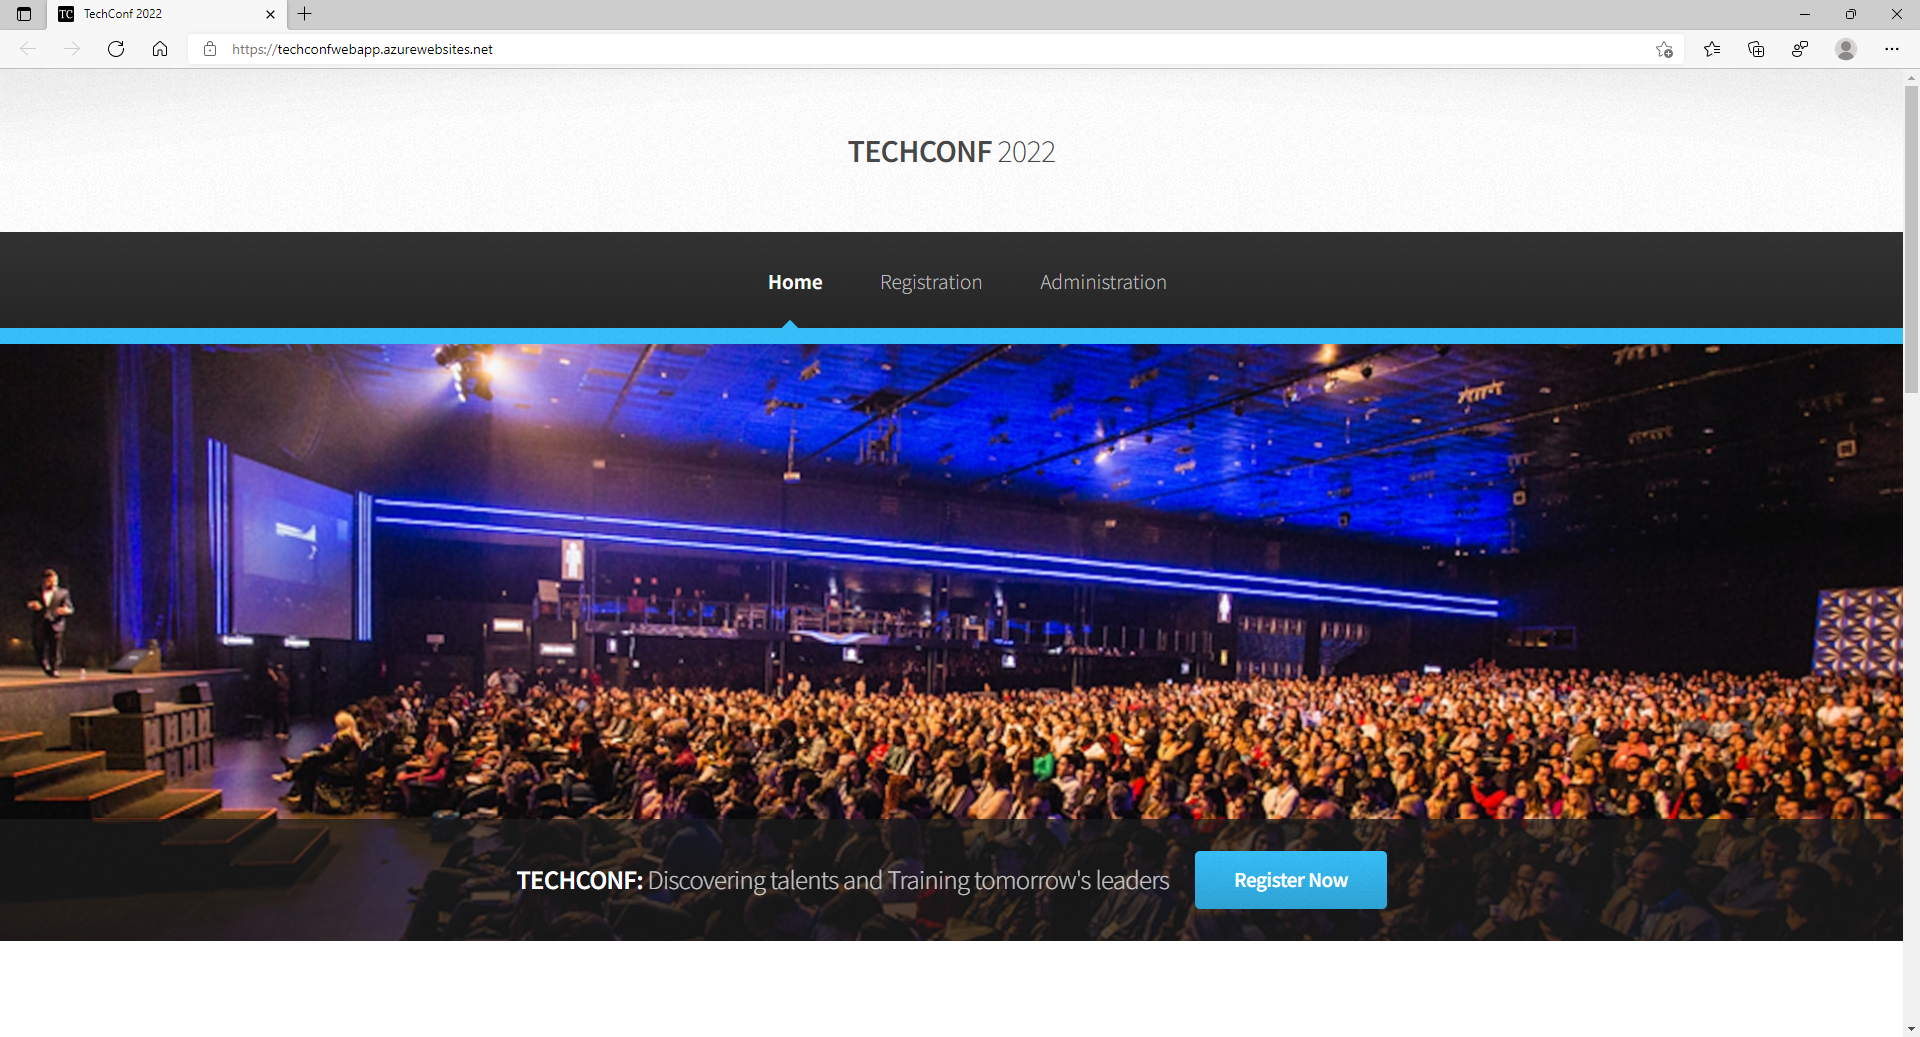 TC TechConf 2022
https://techconfwebapp.azurewebsites.net
TECHCONF 2022
Home Registration Administration
TECHCONF: Discovering talents and Training tomorrow's leaders Register Now